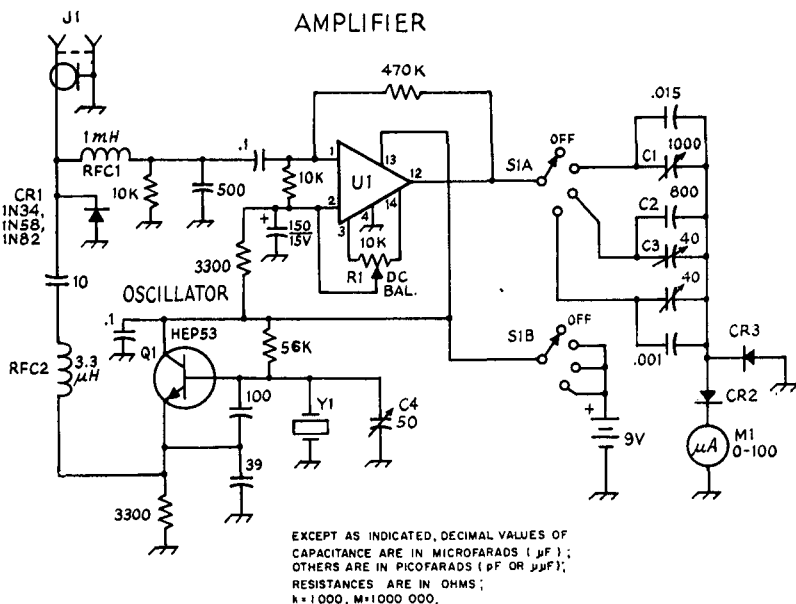 AMPLIFIER
J1
470K
.015
1mH
RFC1
.1
1
13
12
U1
2
3
4
14
OFF
S1A
C1
1000
10K
500
10K
CR1
1N34,
1N58,
1N82
+
150
15V
10K
R1
DC
BAL.
C2
800
C3
40
40
10
3300
OSCILLATOR
.1
HEP53
Q1
56K
S1B
OFF
.001
CR3
CR2
RFC2
3.3
μH
100
Y1
C4
50
+
9V
μA
M1
0-100
39
3300
EXCEPT AS INDICATED, DECIMAL VALUES OF
CAPACITANCE ARE IN MICROFARADS ( μF ) ;
OTHERS ARE IN PICOFARADS ( pF OR μμF);
RESISTANCES ARE IN OHMS ;
k=1000, M=1000 000.